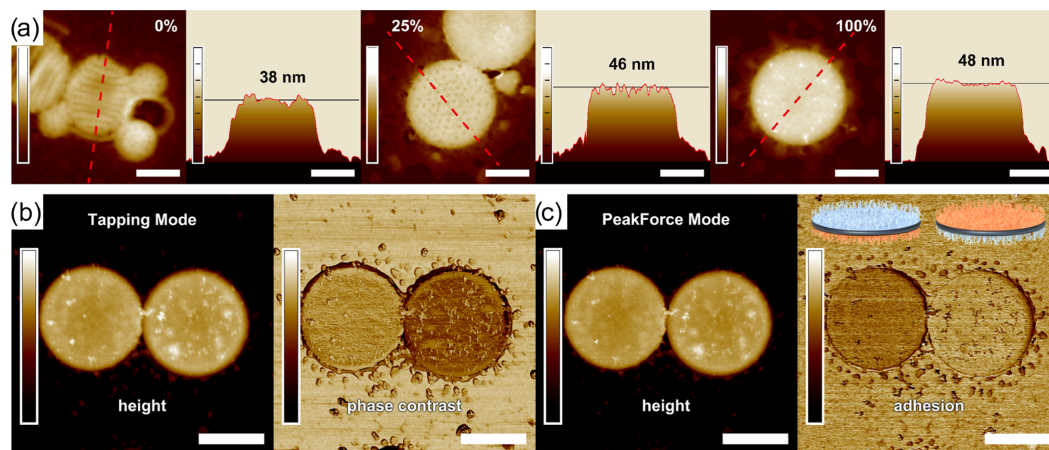 (a)
0%
38 nm
25%
46 nm
100%
48 nm
(b)
Tapping Mode
height
phase contrast
(c)
PeakForce Mode
height
adhesion